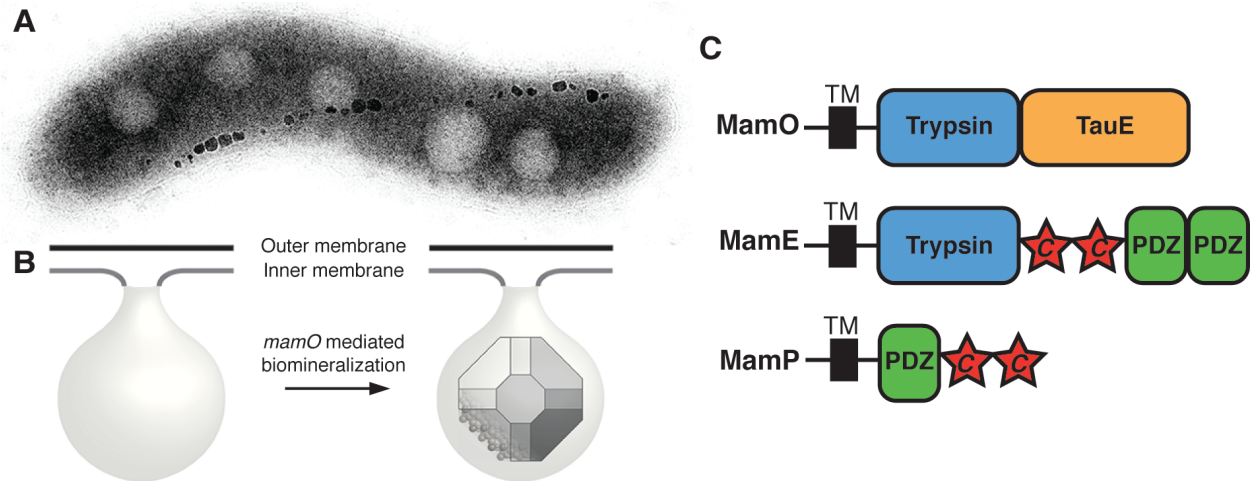 A
B
Outer membrane
Inner membrane
mamO mediated
biomineralization
C
TM
MamO
Trypsin
TauE
TM
MamE
Trypsin
C
C
PDZ
PDZ
TM
MamP
PDZ
C
C